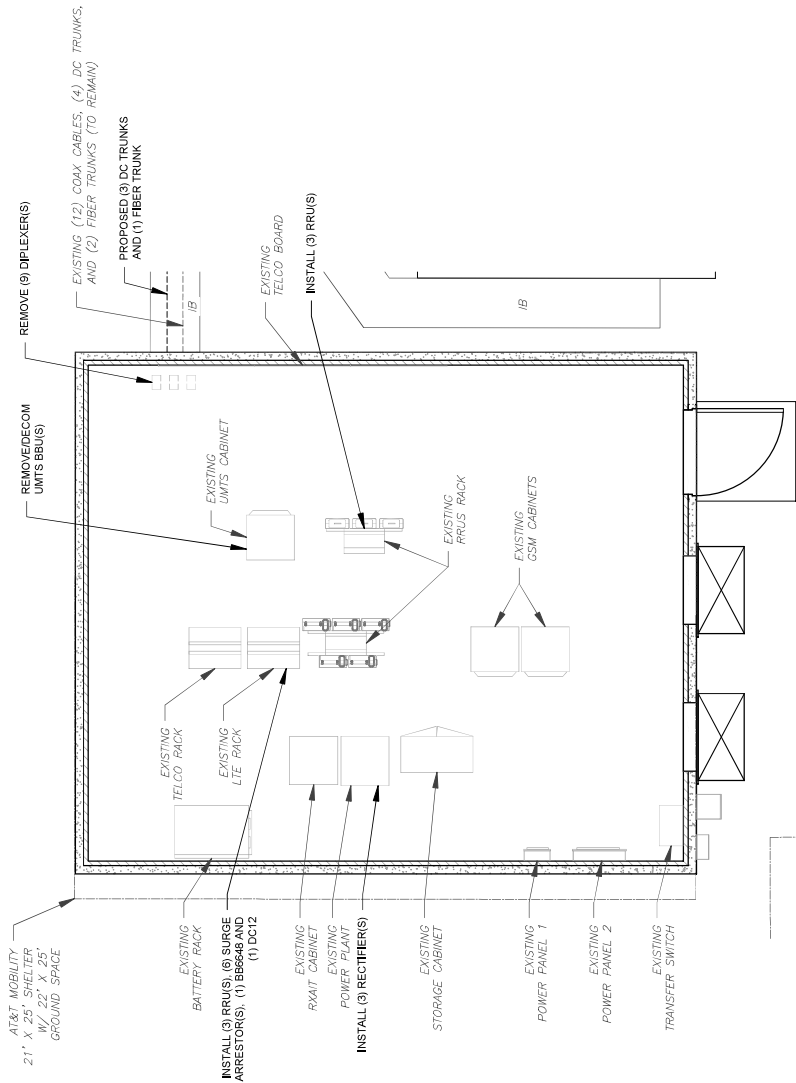 AT&T MOBILITY
21' X 25' SHELTER
W/ 22' X 25'
GROUND SPACE
EXISTING
BATTERY RACK
INSTALL (3) RRU(S), (6) SURGE
ARRESTOR(S), (1) BB6648 AND
(1) DC12
EXISTING
RXAIT CABINET
EXISTING
POWER PLANT
INSTALL (3) RECTIFIER(S)
EXISTING
STORAGE CABINET
EXISTING
POWER PANEL 1
EXISTING
POWER PANEL 2
EXISTING
TRANSFER SWITCH
EXISTING
TELCO RACK
EXISTING
LTE RACK
REMOVE/DECOM
UMTS BBU(S)
EXISTING
UMTS CABINET
EXISTING
RRUS RACK
EXISTING
GSM CABINETS
REMOVE (9) DIPLEXER(S)
EXISTING (12) COAX CABLES, (4) DC TRUNKS,
AND (2) FIBER TRUNKS (TO REMAIN)
PROPOSED (3) DC TRUNKS
AND (1) FIBER TRUNK
IB
EXISTING
TELCO BOARD
INSTALL (3) RRU(S)
IB